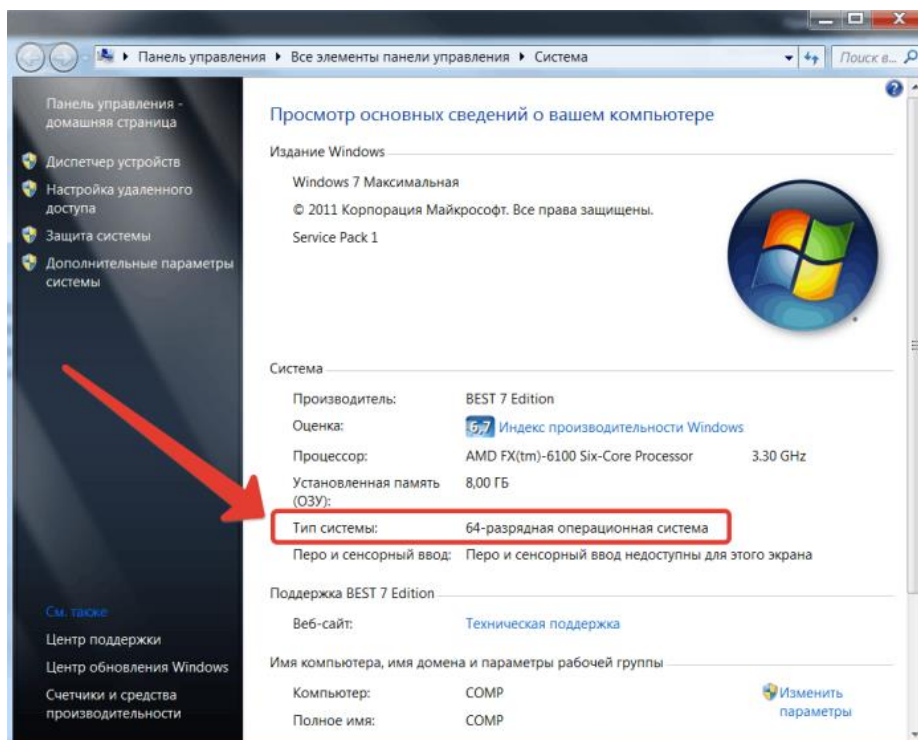 Панель управления ▸ Все элементы панели управления ▸ Система
Поиск в...
Панель управления -
домашняя страница
Диспетчер устройств
Настройка удаленного
доступа
Защита системы
Дополнительные параметры
системы
См. также
Центр поддержки
Центр обновления Windows
Счетчики и средства
производительности
Просмотр основных сведений о вашем компьютере
Издание Windows
Windows 7 Максимальная
© 2011 Корпорация Майкрософт. Все права защищены.
Service Pack 1
Система
Производитель: BEST 7 Edition
Оценка: 6,7 Индекс производительности Windows
Процессор: AMD FX(tm)-6100 Six-Core Processor 3.30 GHz
Установленная память 8,00 ГБ
(ОЗУ):
Тип системы: 64-разрядная операционная система
Перо и сенсорный ввод: Перо и сенсорный ввод недоступны для этого экрана
Поддержка BEST 7 Edition
Веб-сайт: Техническая поддержка
Имя компьютера, имя домена и параметры рабочей группы
Компьютер: COMP Изменить
параметры
Полное имя: COMP